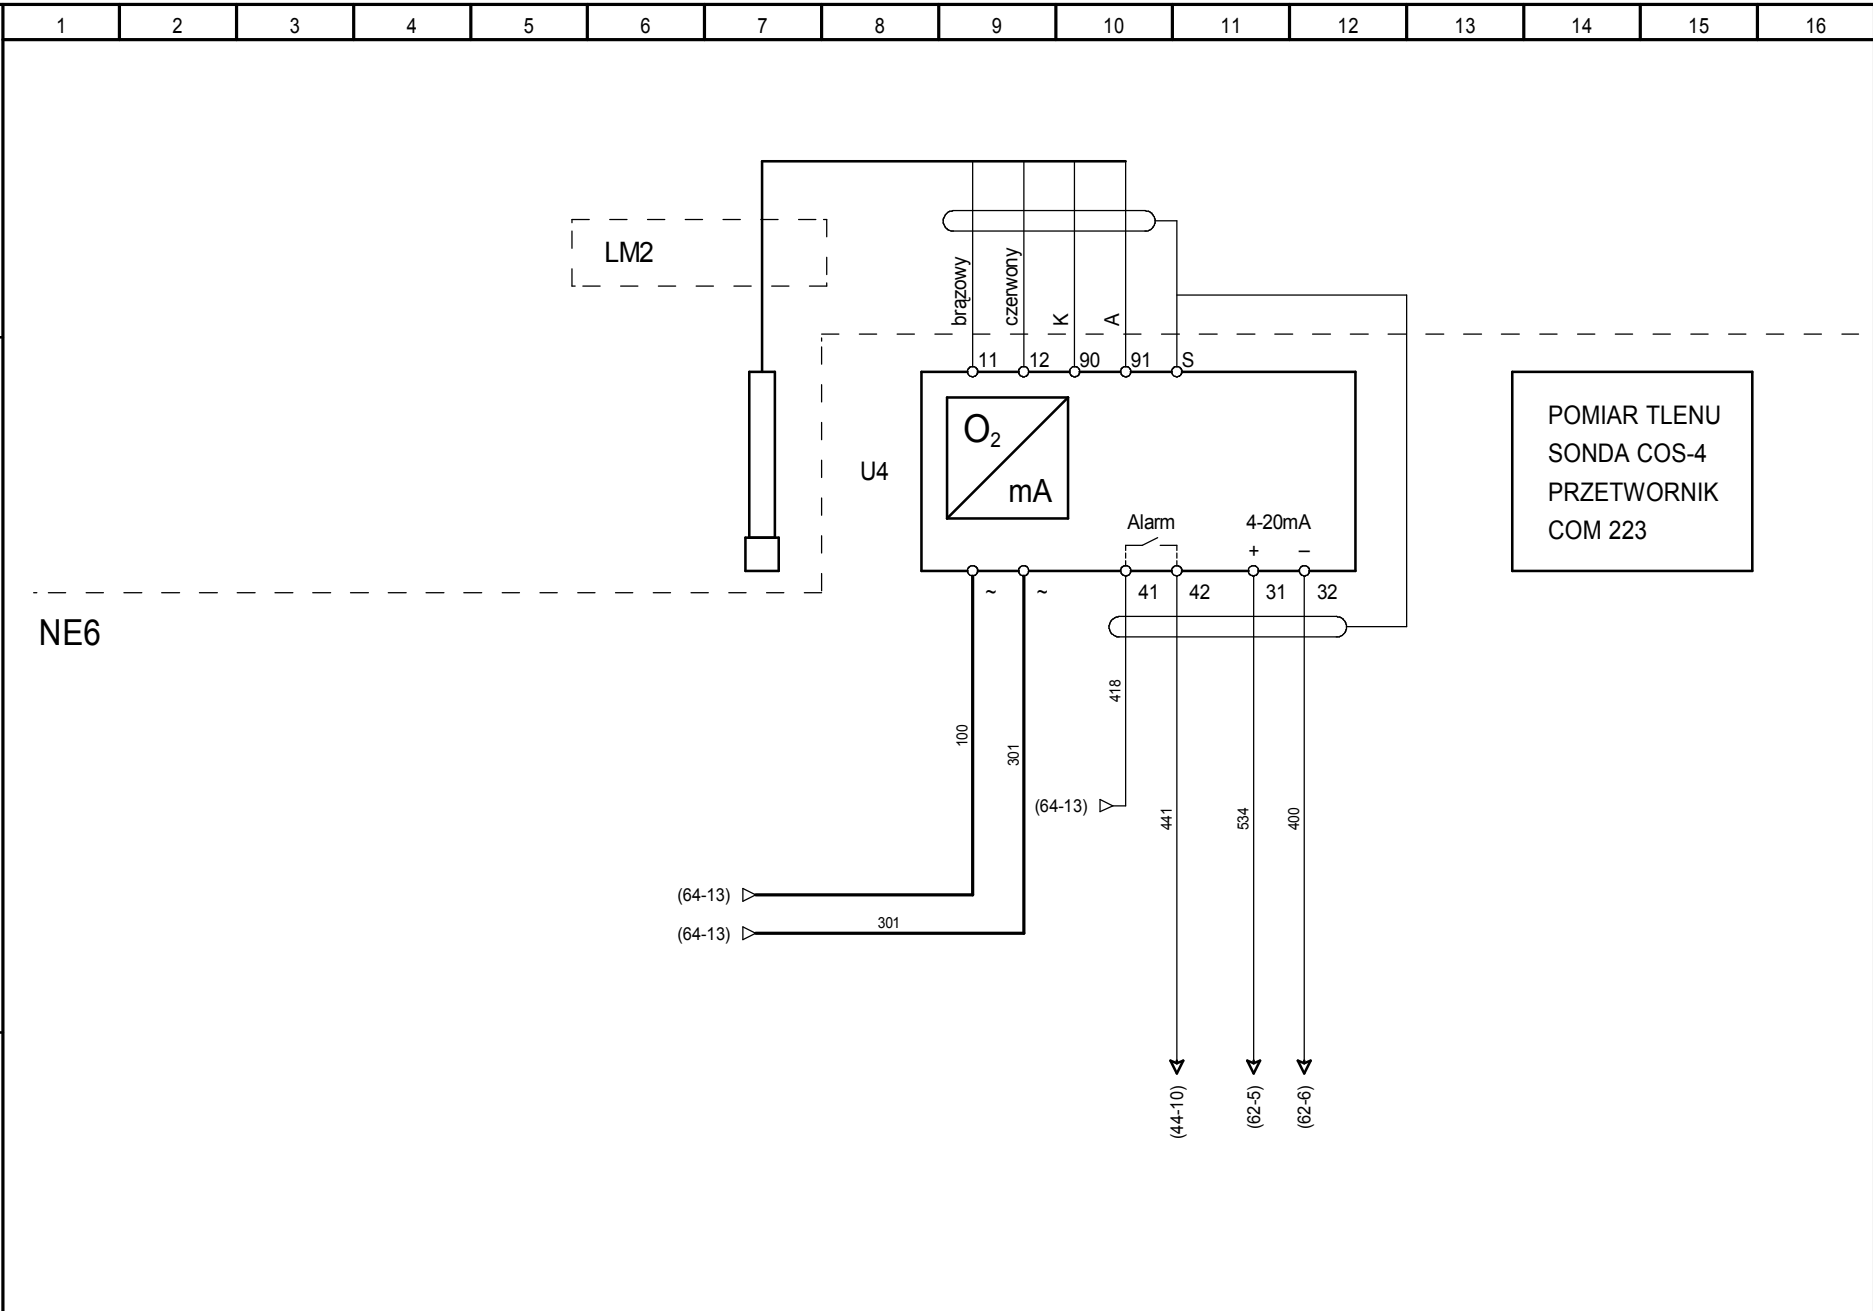 1 2 3 4 5 6 7 8 9 10 11 12 13 14 15 16
LM2
brązowy
czerwony
K
A
11 12 90 91 S
O₂
mA
U4
POMIAR TLENU
SONDA COS-4
PRZETWORNIK
COM 223
Alarm
4-20mA
+ –
~ ~ 41 42 31 32
NE6
418
100
301
(64-13)
441
534
400
(64-13)
(64-13)
301
(44-10)
(62-5)
(62-6)